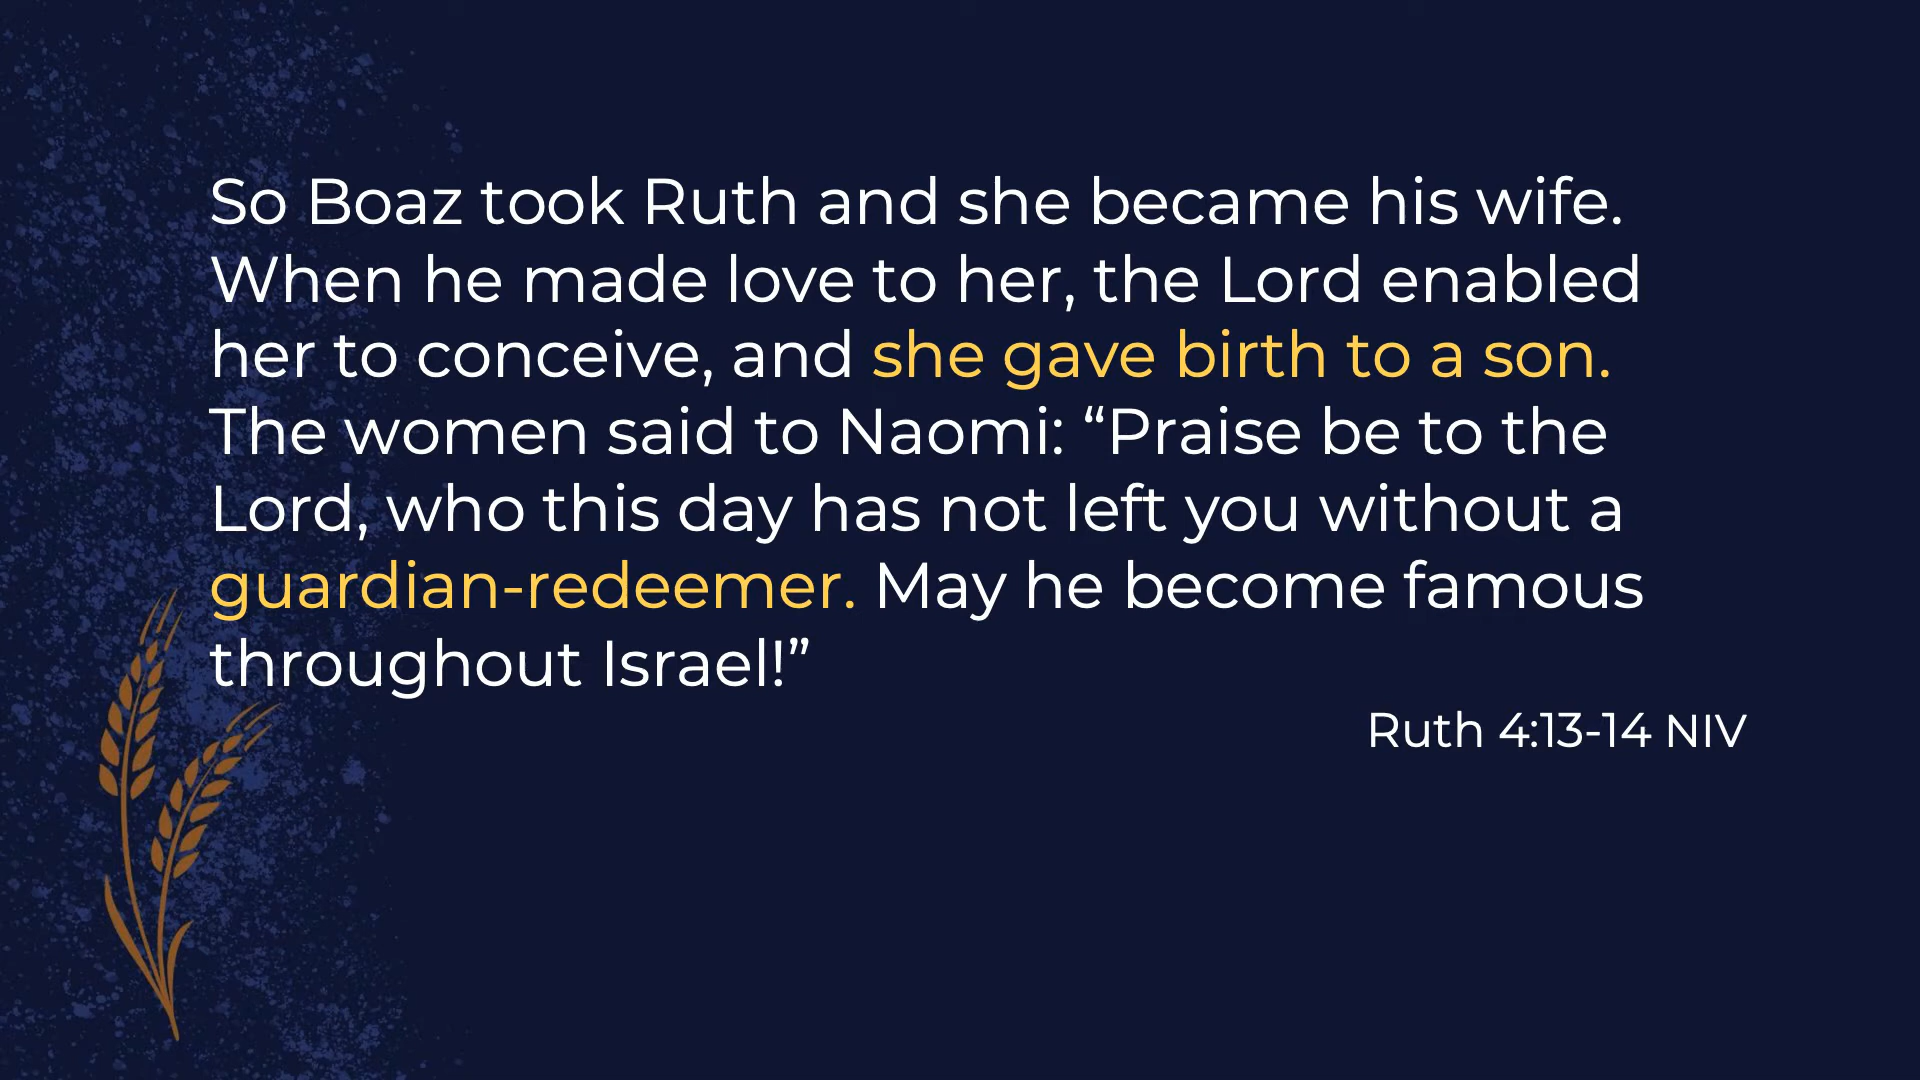 So Boaz took Ruth and she became his wife.
When he made love to her, the Lord enabled
her to conceive, and she gave birth to a son.
The women said to Naomi: “Praise be to the
Lord, who this day has not left you without a
guardian-redeemer. May he become famous
throughout Israel!”
Ruth 4:13-14 NIV